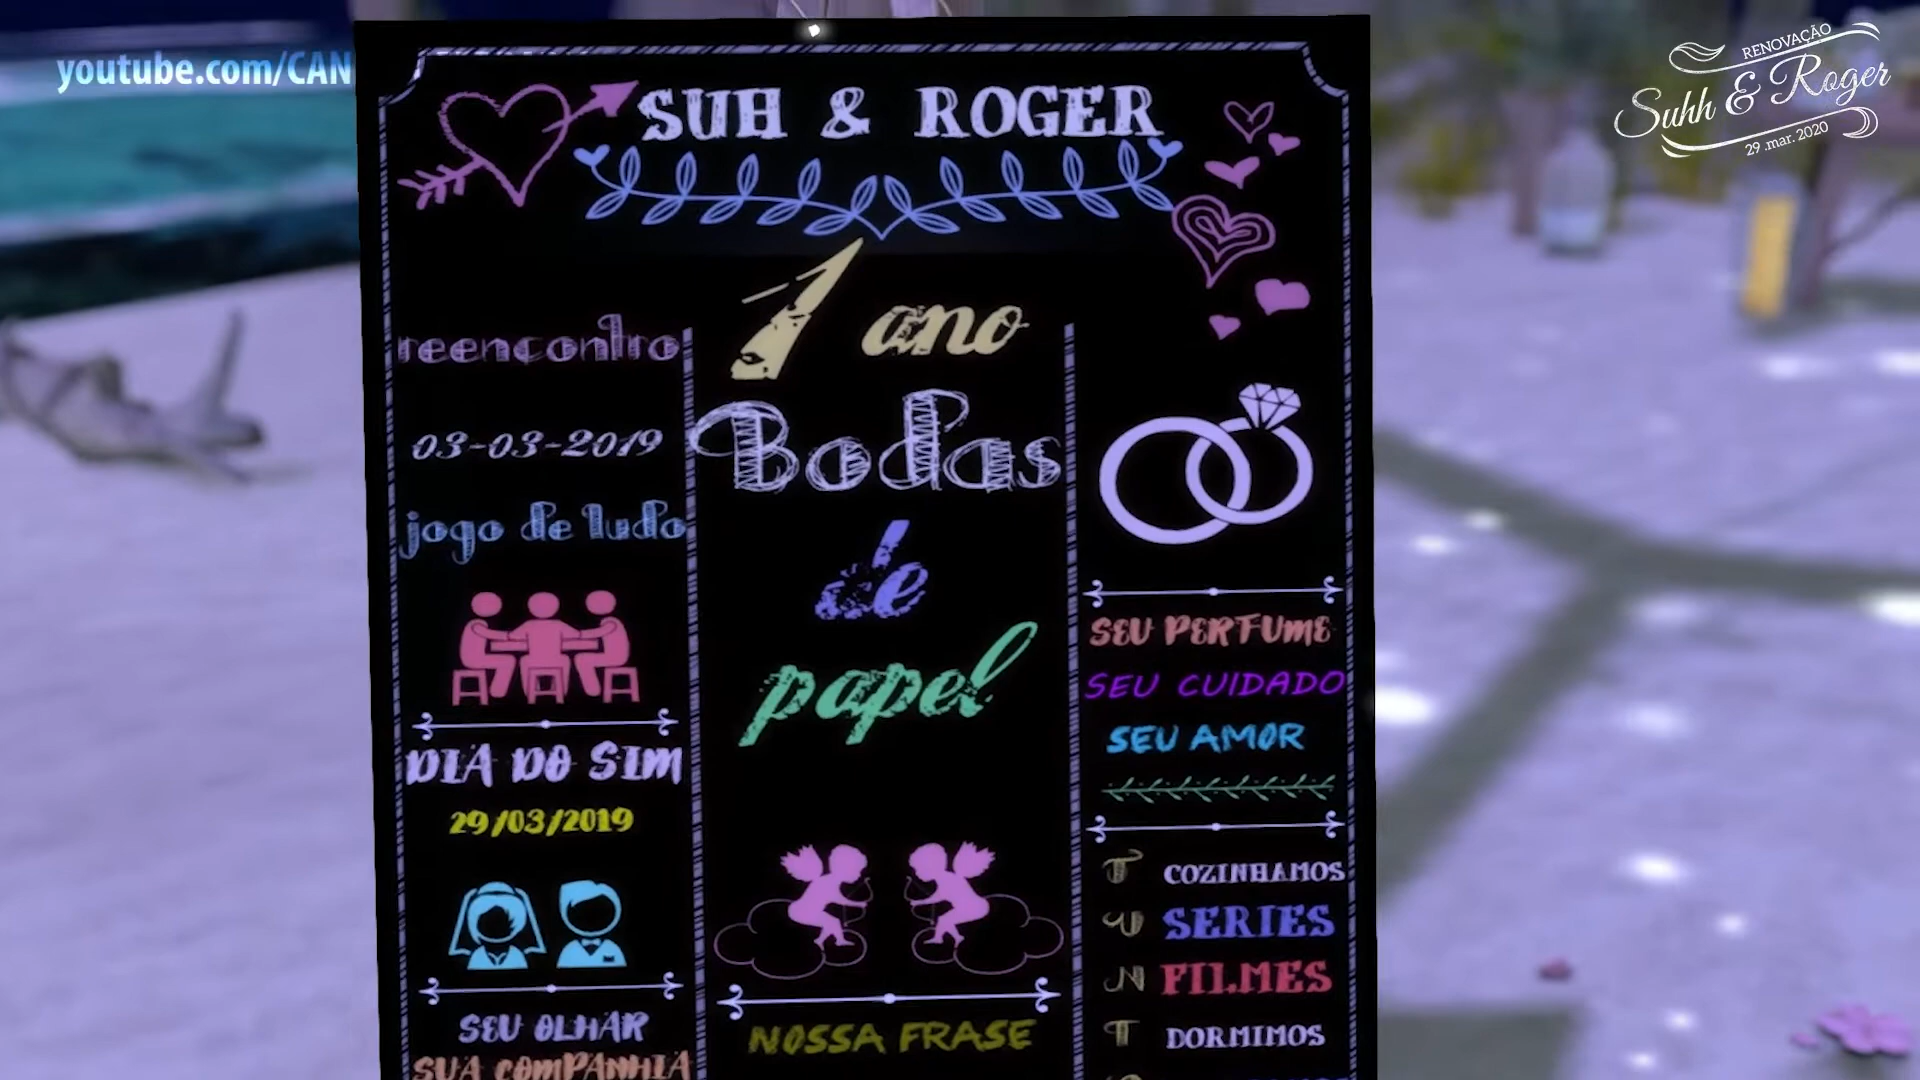 youtube.com/CAN
RENOVAÇÃO
Suhh & Roger
29 .mar. 2020
SUH & ROGER
1 ano
Bodas
de
papel
reencontro
03-03-2019
jogo de ludo
DIA DO SIM
29/03/2019
SEU OLHAR
SUA COMPANHIA
NOSSA FRASE
SEU PERFUME
SEU CUIDADO
SEU AMOR
T COZINHAMOS
U SERIES
N FILMES
T DORMIMOS